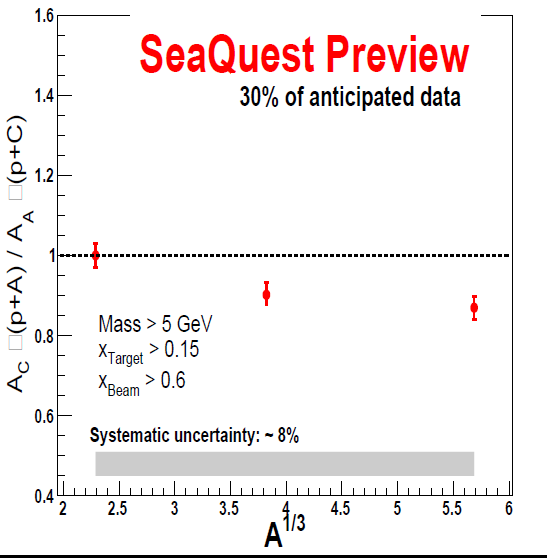 SeaQuest Preview
30% of anticipated data
A_C □(p+A) / A_A □(p+C)
1.6
1.4
1.2
1
0.8
0.6
0.4
Mass > 5 GeV
x_Target > 0.15
x_Beam > 0.6
Systematic uncertainty: ~ 8%
2 2.5 3 3.5 4 4.5 5 5.5 6
A^1/3